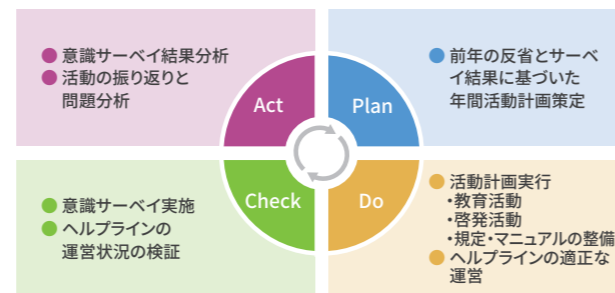 ● 意識サーベイ結果分析
● 活動の振り返りと
問題分析
Act
Plan
● 前年の反省とサーベ
イ結果に基づいた
年間活動計画策定
● 意識サーベイ実施
● ヘルプラインの
運営状況の検証
Check
Do
● 活動計画実行
・教育活動
・啓発活動
・規定・マニュアルの整備
● ヘルプラインの適正な
運営